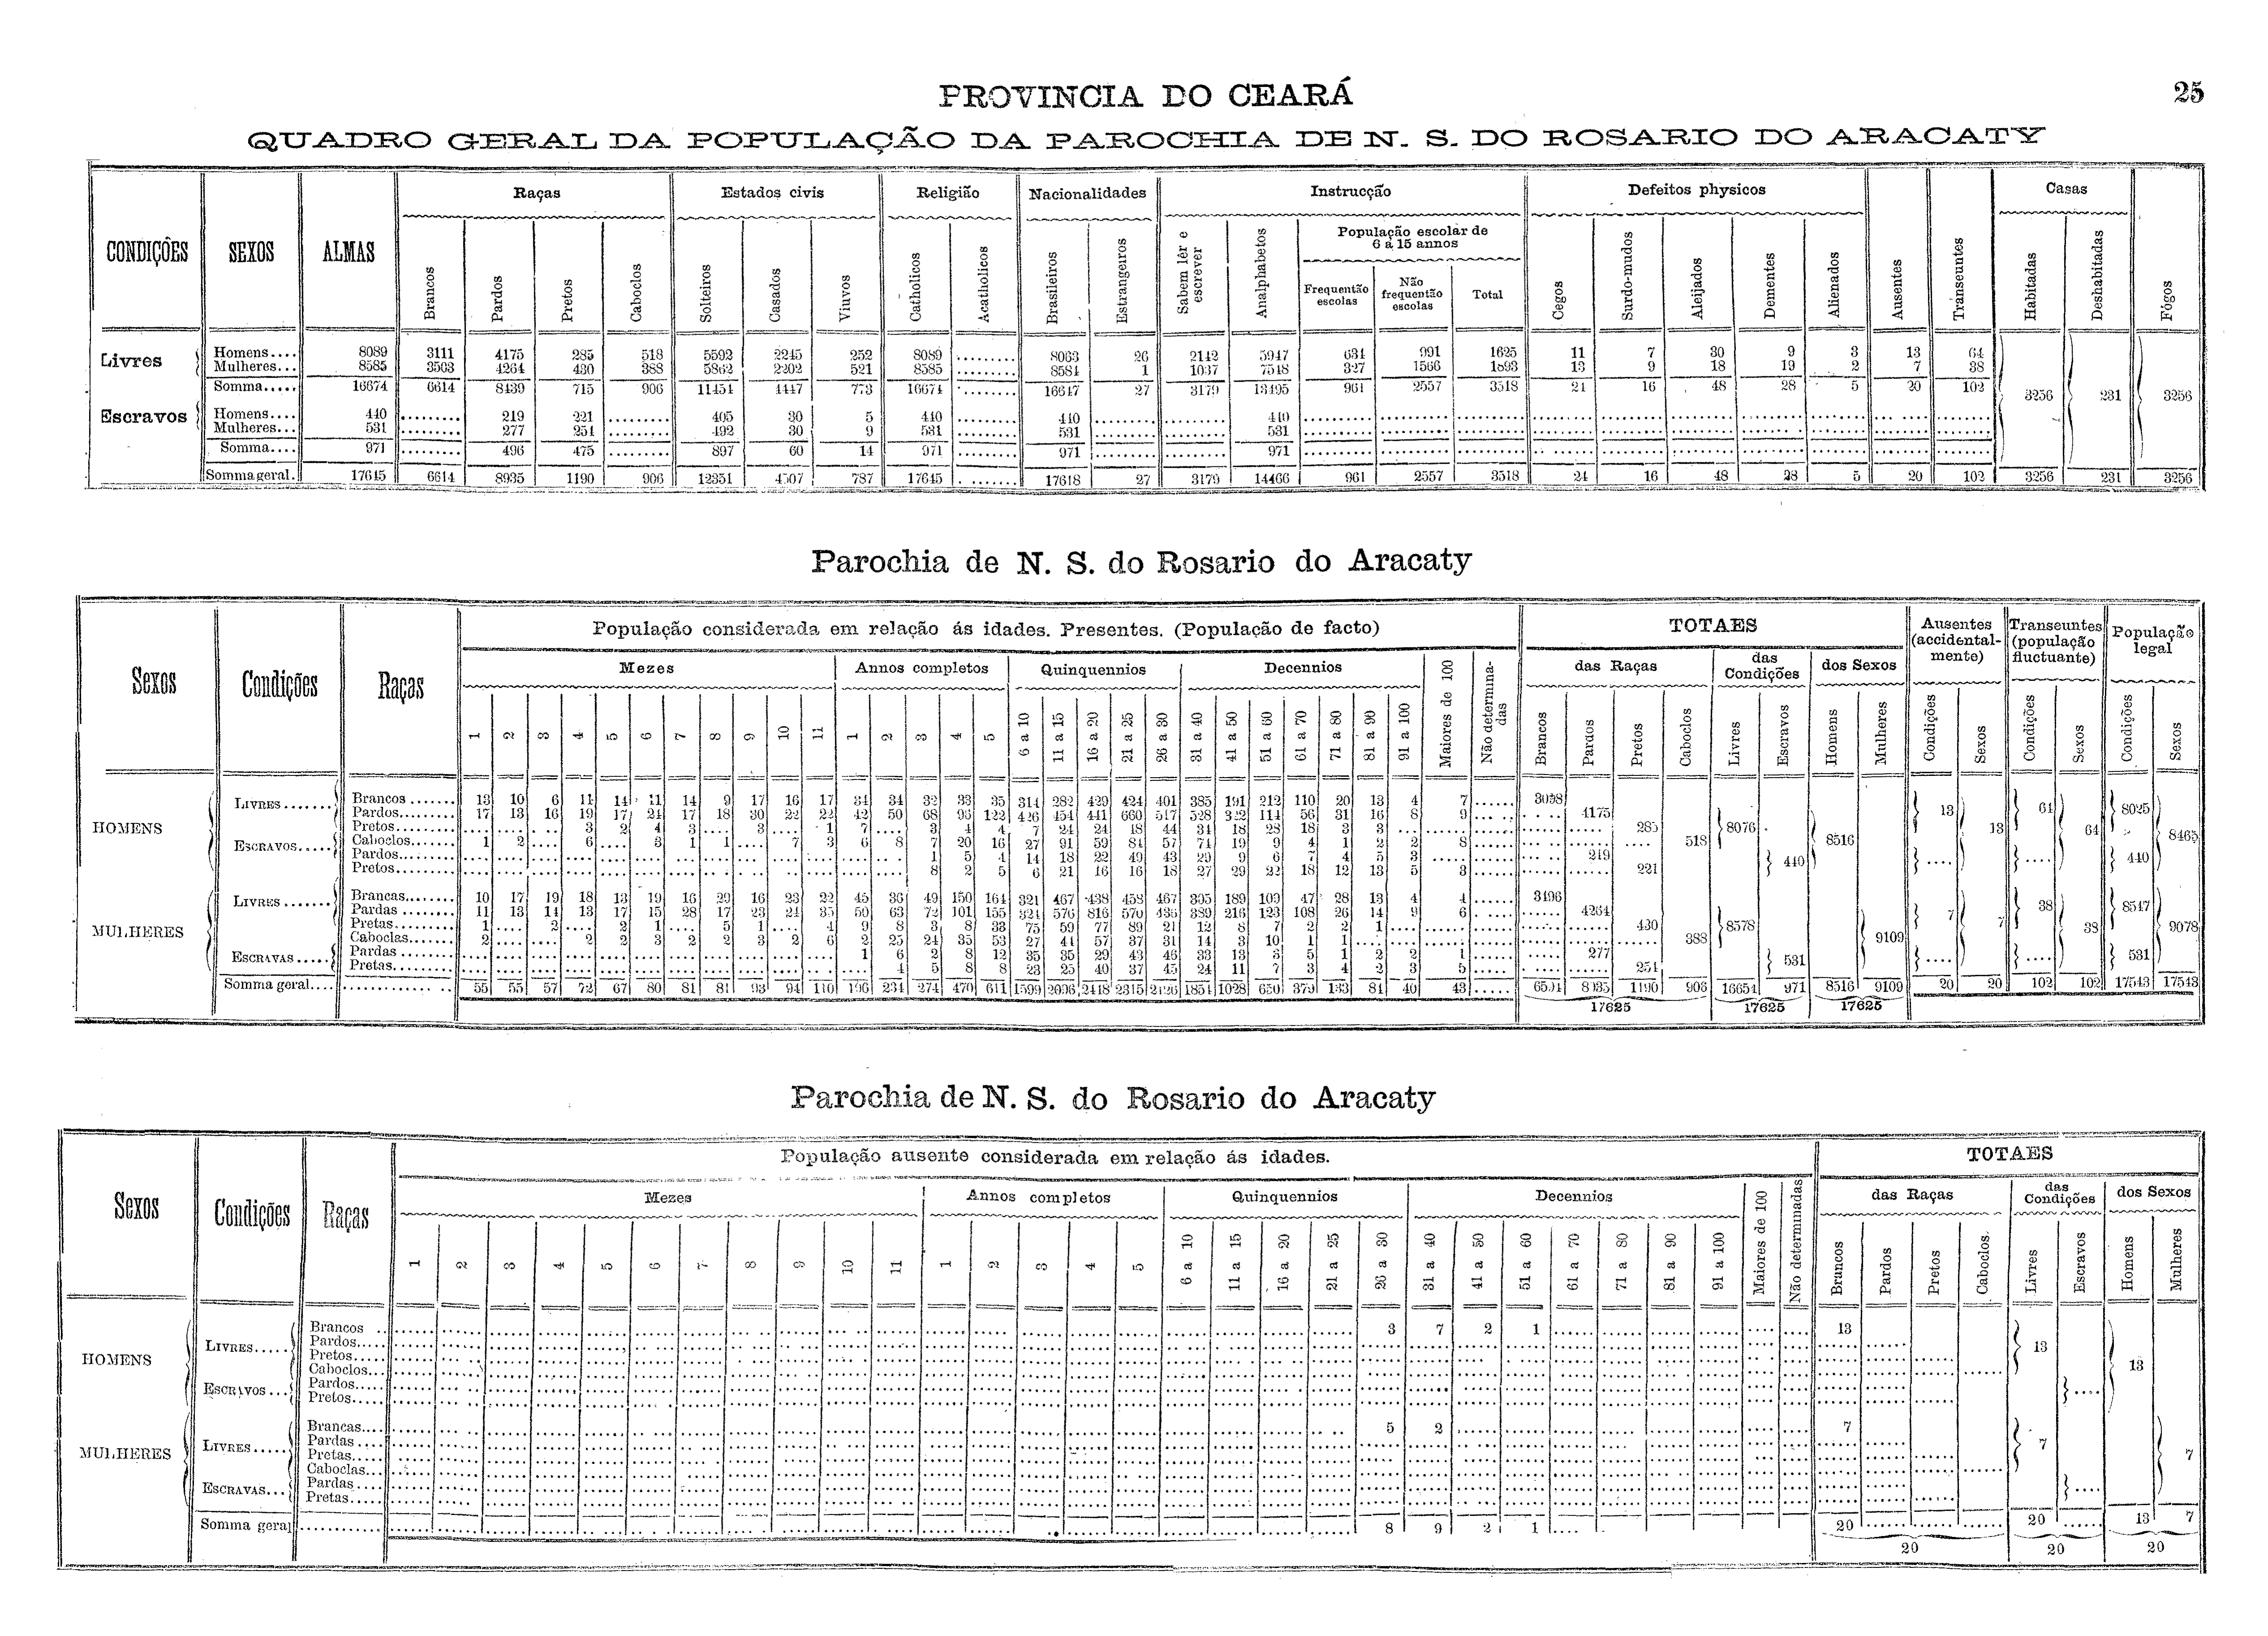 PROVINCIA DO CEARÁ
25
QUADRO GERAL DA POPULAÇÃO DA PAROCHIA DE N. S. DO ROSARIO DO ARACATY
CONDIÇÕES SEXOS ALMAS Raças Estados civis Religião Nacionalidades Instrucção Defeitos physicos Ausentes Transeuntes Casas Fógos
População escolar de 6 a 15 annos
Brancos Pardos Pretos Caboclos Solteiros Casados Viuvos Catholicos Acatholicos Brasileiros Estrangeiros Sabem lêr e escrever Analphabetos Frequentão escolas Não frequentão escolas Total Cegos Surdo-mudos Aleijados Dementes Alienados Habitadas Deshabitadas
Livres Homens.... 8089 3111 4175 285 518 5592 2245 252 8089 ......... 8063 26 2142 5947 634 991 1625 11 7 30 9 3 13 64
Mulheres... 8585 3503 4264 430 388 5862 2202 521 8585 ......... 8584 1 1037 7548 327 1566 1893 13 9 18 19 2 7 38
Somma..... 16674 6614 8439 715 906 11454 4447 773 16674 ......... 16647 27 3179 13495 961 2557 3518 24 16 48 28 5 20 102 3256 231 3256
Escravos Homens.... 440 ......... 219 221 ......... 405 30 5 440 ......... 440 ......... ......... 440
Mulheres... 531 ......... 277 254 ......... 492 30 9 531 ......... 531 ......... ......... 531
Somma.... 971 ......... 496 475 ......... 897 60 14 971 ......... 971 ......... ......... 971
Somma geral. 17645 6614 8935 1190 906 12351 4507 787 17645 ......... 17618 27 3179 14466 961 2557 3518 24 16 48 28 5 20 102 3256 231 3256
Parochia de N. S. do Rosario do Aracaty
Sexos Condições Raças População considerada em relação ás idades. Presentes. (População de facto) TOTAES Ausentes (accidentalmente) Transeuntes (população fluctuante) População legal
Mezes Annos completos Quinquennios Decennios Maiores de 100 Não determinadas das Raças das Condições dos Sexos
1 2 3 4 5 6 7 8 9 10 11 1 2 3 4 5 6 a 10 11 a 15 16 a 20 21 a 25 26 a 30 31 a 40 41 a 50 51 a 60 61 a 70 71 a 80 81 a 90 91 a 100 Brancos Pardos Pretos Caboclos Livres Escravos Homens Mulheres Condições Sexos Condições Sexos Condições Sexos
HOMENS LIVRES Brancos 13 10 6 11 14 11 14 9 17 16 17 34 34 32 33 35 314 282 429 424 401 385 191 212 110 20 13 4 7 3098
Pardos 17 13 16 19 17 24 17 18 30 22 22 42 50 68 96 122 426 454 441 660 517 528 322 114 56 31 16 8 9 4175
Pretos 3 2 4 3 3 1 7 3 4 4 7 24 24 18 44 31 18 28 18 3 3 285
Caboclos 1 2 6 3 1 1 7 3 6 8 7 20 16 27 91 59 84 57 74 19 9 4 1 2 2 8 518 8076
ESCRAVOS Pardos 1 5 4 14 18 22 49 43 29 9 6 7 4 5 3 219
Pretos 8 2 5 6 21 16 16 18 27 29 22 18 12 13 5 3 221 440 8516
13 13 64 64 8025 440 8465
MULHERES LIVRES Brancas 10 17 19 18 13 19 16 29 16 23 22 45 36 49 150 164 321 467 438 458 467 395 189 109 47 28 13 4 4 3496
Pardas 11 13 14 13 17 15 28 17 23 24 35 59 63 72 101 155 324 576 816 570 436 389 216 123 108 26 14 9 6 4264
Pretas 1 2 2 1 5 1 4 9 8 3 8 33 75 59 77 89 21 12 8 7 2 2 1 430
Caboclas 2 2 2 3 2 2 3 2 6 2 25 24 35 53 27 41 57 37 31 14 3 10 1 1 388 8578
ESCRAVAS Pardas 1 6 2 8 12 35 35 29 43 46 33 13 3 5 1 2 2 1 277
Pretas 4 5 8 8 23 25 40 37 45 24 11 7 3 4 2 3 5 254 531 9109
7 7 38 38 8547 531 9078
Somma geral 55 55 57 72 67 80 81 81 93 94 110 196 234 274 470 611 1599 2096 2448 2315 2126 1851 1028 650 379 133 84 40 43 6594 8935 1190 906 16654 971 8516 9109 20 20 102 102 17543 17543
17625 17625 17625
Parochia de N. S. do Rosario do Aracaty
Sexos Condições Raças População ausente considerada em relação ás idades. TOTAES
Mezes Annos completos Quinquennios Decennios Maiores de 100 Não determinadas das Raças das Condições dos Sexos
1 2 3 4 5 6 7 8 9 10 11 1 2 3 4 5 6 a 10 11 a 15 16 a 20 21 a 25 26 a 30 31 a 40 41 a 50 51 a 60 61 a 70 71 a 80 81 a 90 91 a 100 Brancos Pardos Pretos Caboclos. Livres Escravos Homens Mulheres
HOMENS LIVRES Brancos 3 7 2 1 13
Pardos
Pretos
Caboclos 13
ESCRAVOS Pardos
Pretos 13
MULHERES LIVRES Brancas 5 2 7
Pardas
Pretas
Caboclas 7
ESCRAVAS Pardas
Pretas 7
Somma geral 8 9 2 1 20 20 13 7
20 20 20